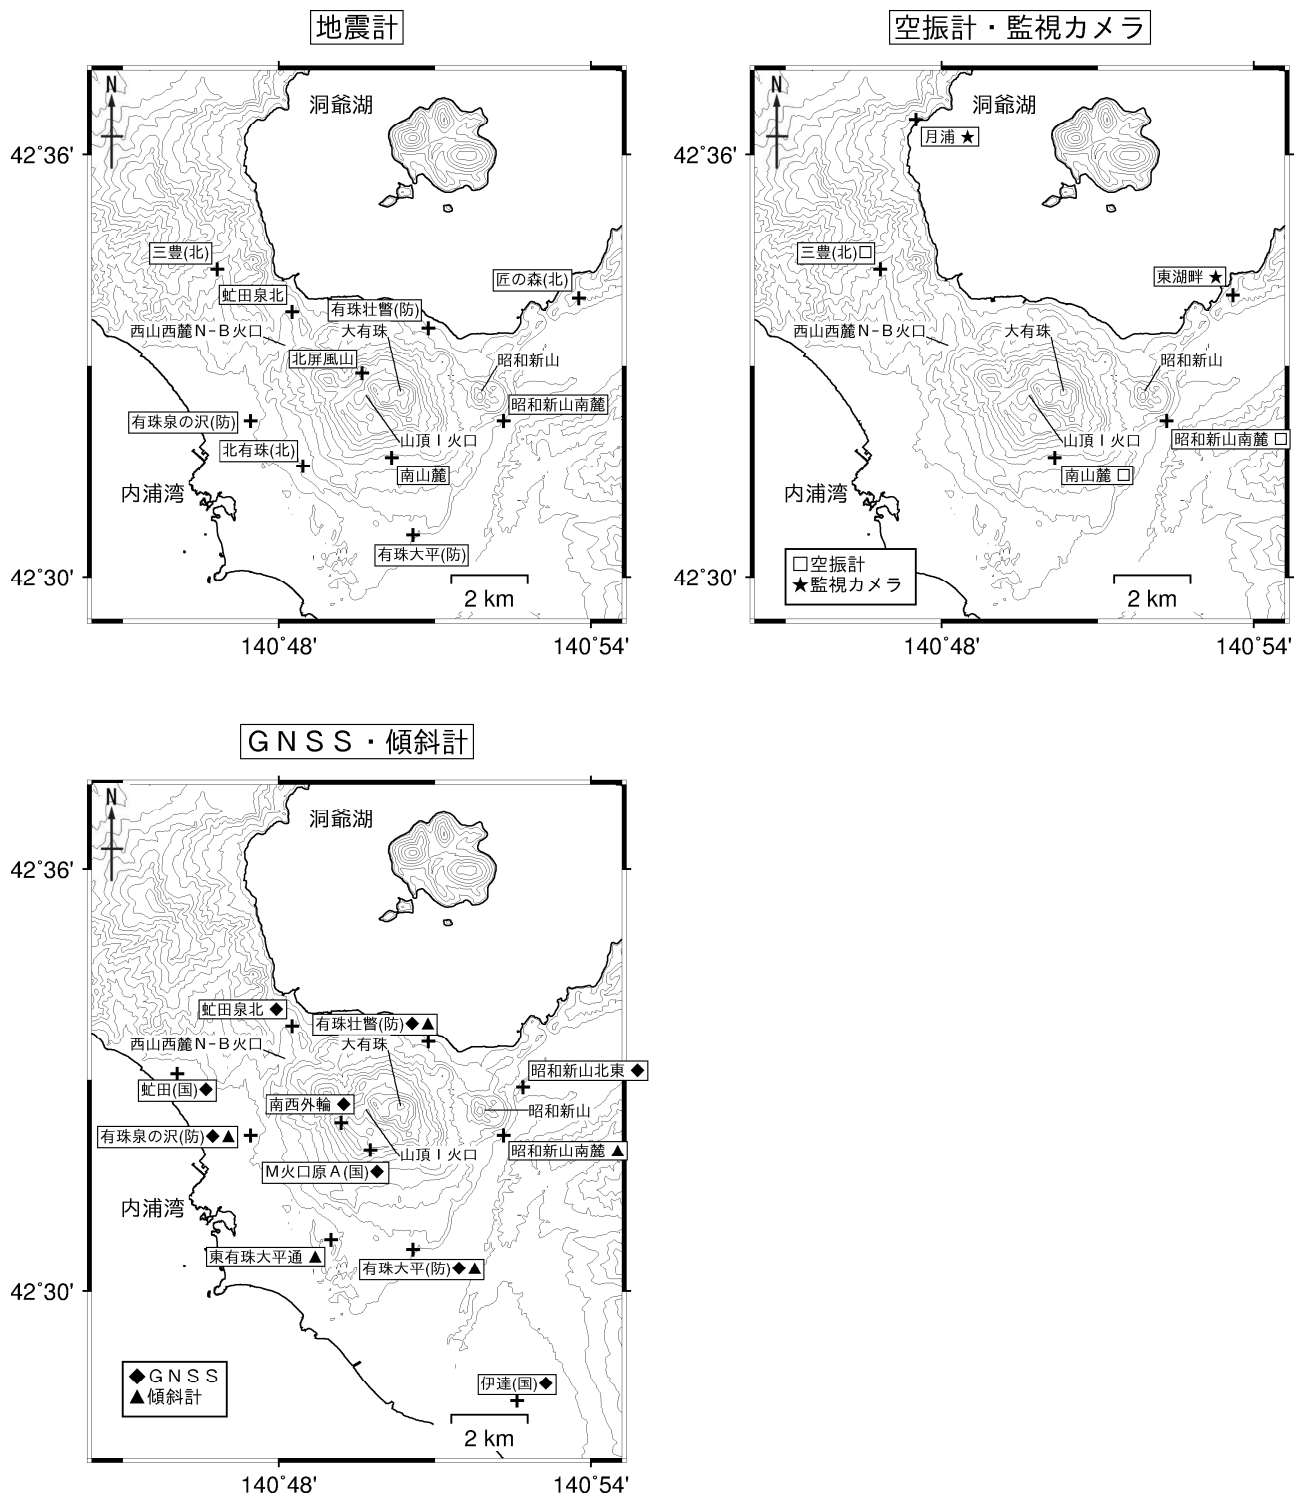 地震計
N
洞爺湖
42˚36'
三豊(北)
匠の森(北)
虻田泉北
有珠壮瞥(防)
西山西麓Ｎ−Ｂ火口
大有珠
北屏風山
昭和新山
昭和新山南麓
有珠泉の沢(防)
山頂Ｉ火口
北有珠(北)
南山麓
内浦湾
有珠大平(防)
42˚30'
2 km
140˚48'
140˚54'
空振計・監視カメラ
N
洞爺湖
月浦 ★
42˚36'
三豊(北)□
東湖畔 ★
西山西麓Ｎ−Ｂ火口
大有珠
昭和新山
山頂Ｉ火口
昭和新山南麓 □
南山麓 □
内浦湾
□空振計
★監視カメラ
42˚30'
2 km
140˚48'
140˚54'
ＧＮＳＳ・傾斜計
N
洞爺湖
42˚36'
虻田泉北 ◆
有珠壮瞥(防)◆▲
西山西麓Ｎ−Ｂ火口
大有珠
昭和新山北東 ◆
虻田(国)◆
南西外輪 ◆
昭和新山
有珠泉の沢(防)◆▲
昭和新山南麓 ▲
山頂Ｉ火口
Ｍ火口原Ａ(国)◆
内浦湾
東有珠大平通 ▲
有珠大平(防)◆▲
42˚30'
◆ＧＮＳＳ
▲傾斜計
伊達(国)◆
2 km
140˚48'
140˚54'